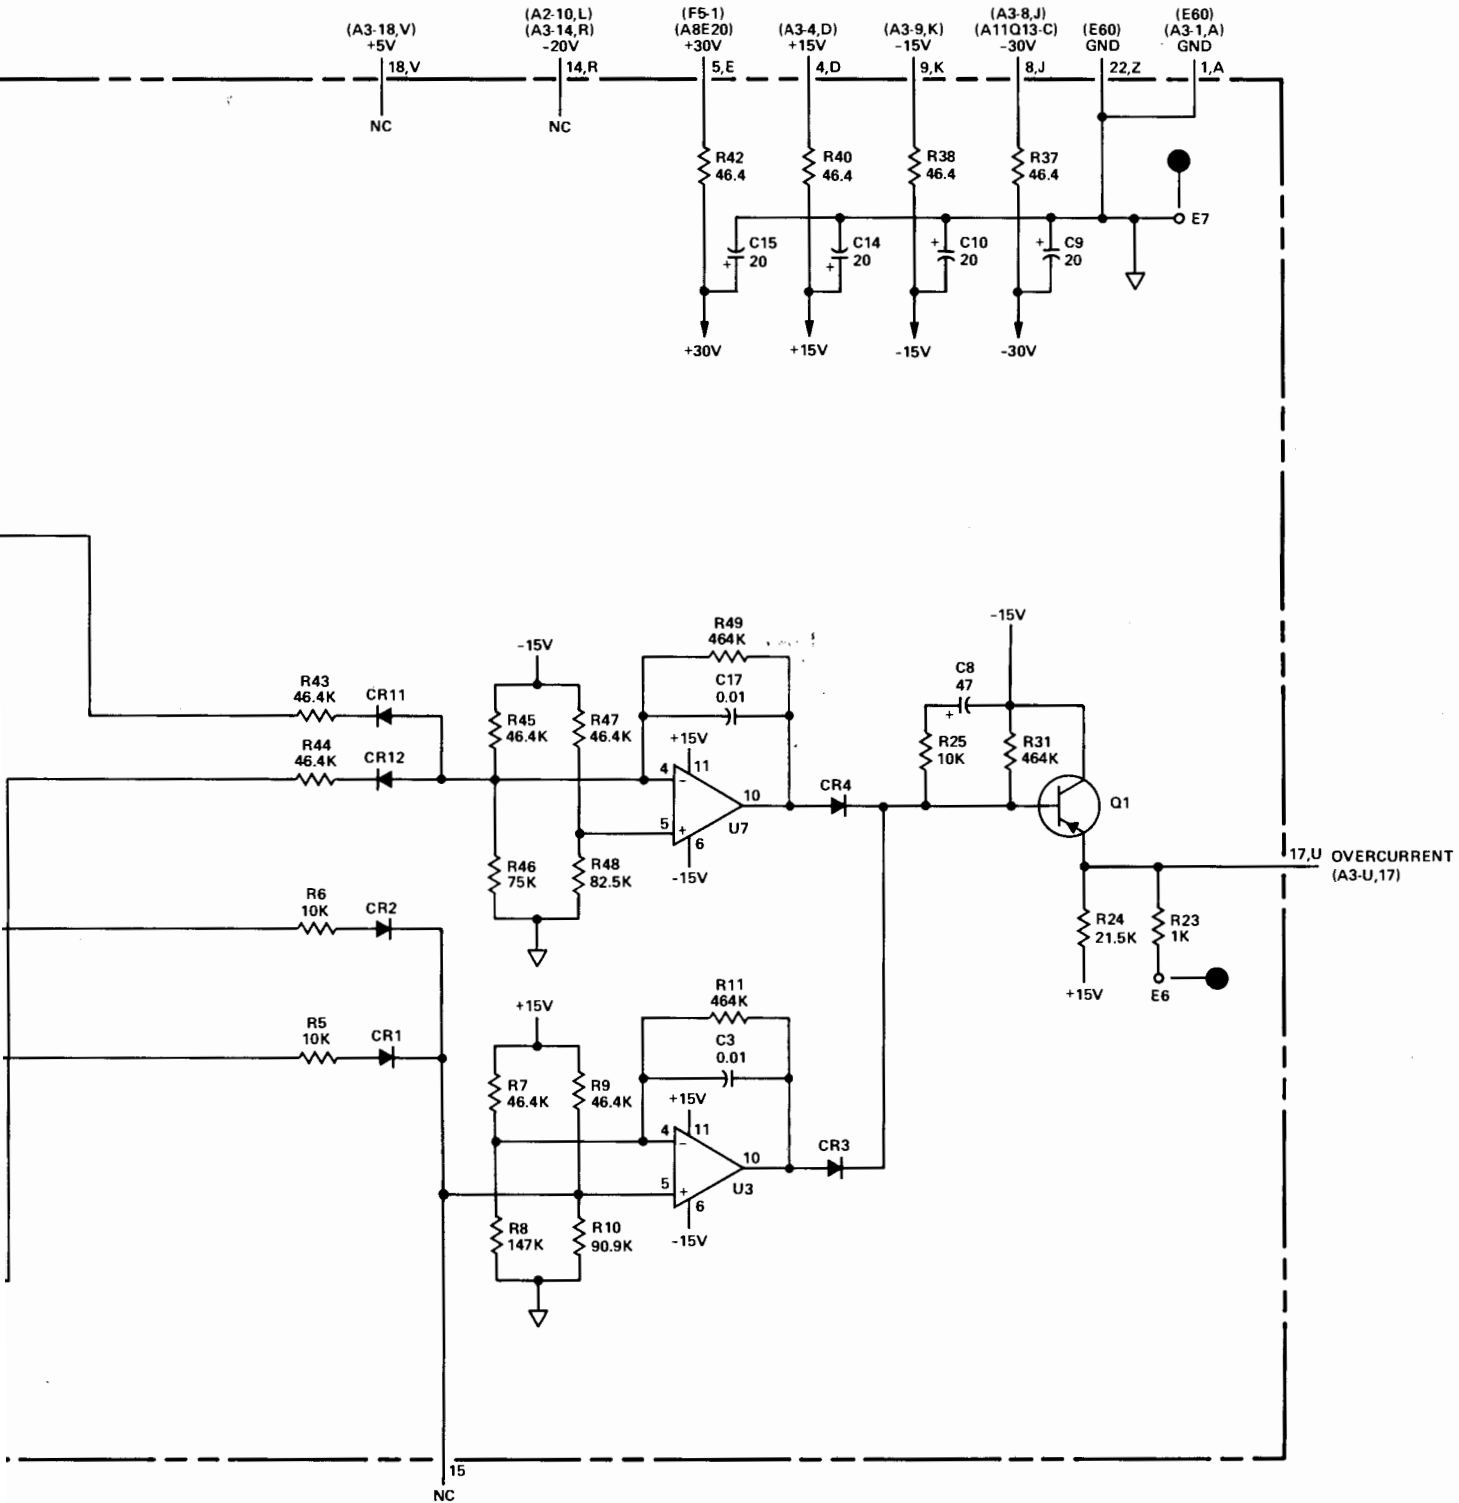 (A3-18,V)
+5V
18,V
NC
(A2-10,L)
(A3-14,R)
-20V
14,R
NC
(F5-1)
(A8E20)
+30V
5,E
(A3-4,D)
+15V
4,D
(A3-9,K)
-15V
9,K
(A3-8,J)
(A11Q13-C)
-30V
8,J
(E60)
GND
22,Z
(E60)
(A3-1,A)
GND
1,A
R42
46.4
R40
46.4
R38
46.4
R37
46.4
E7
C15
20
+
C14
20
+
C10
20
+
C9
20
+
+30V
+15V
-15V
-30V
R43
46.4K
CR11
R44
46.4K
CR12
-15V
R45
46.4K
R47
46.4K
R46
75K
R48
82.5K
R49
464K
C17
0.01
+15V
11
4
-
5
+
6
-15V
10
U7
CR4
-15V
C8
47
+
R25
10K
R31
464K
Q1
17,U
OVERCURRENT
(A3-U,17)
R24
21.5K
+15V
R23
1K
E6
R6
10K
CR2
R5
10K
CR1
+15V
R7
46.4K
R9
46.4K
R8
147K
R10
90.9K
R11
464K
C3
0.01
+15V
11
4
-
5
+
6
-15V
10
U3
CR3
15
NC